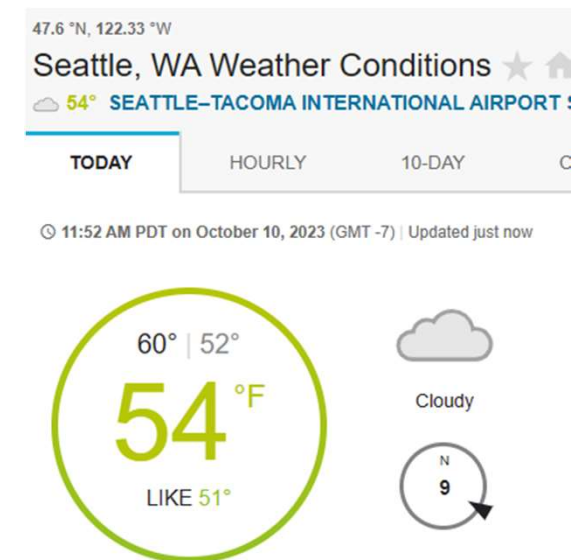 47.6 °N, 122.33 °W
Seattle, WA Weather Conditions
54° SEATTLE–TACOMA INTERNATIONAL AIRPORT S
TODAY HOURLY 10-DAY C
11:52 AM PDT on October 10, 2023 (GMT -7) | Updated just now
60° | 52°
54 °F
LIKE 51°
Cloudy
N
9